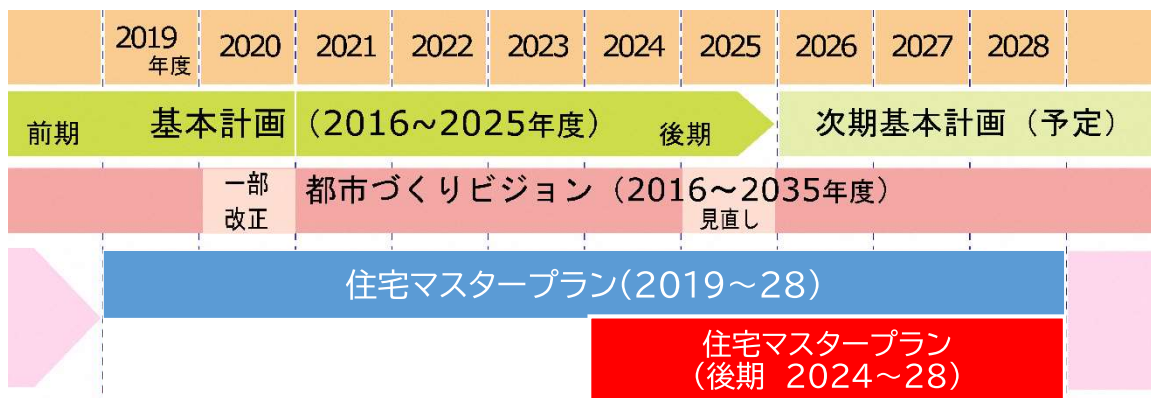 2019 2020 2021 2022 2023 2024 2025 2026 2027 2028
年度
前期 基本計画（2016～2025年度） 後期 次期基本計画（予定）
一部
改正
都市づくりビジョン（2016～2035年度）
見直し
住宅マスタープラン(2019～28)
住宅マスタープラン
(後期 2024～28)